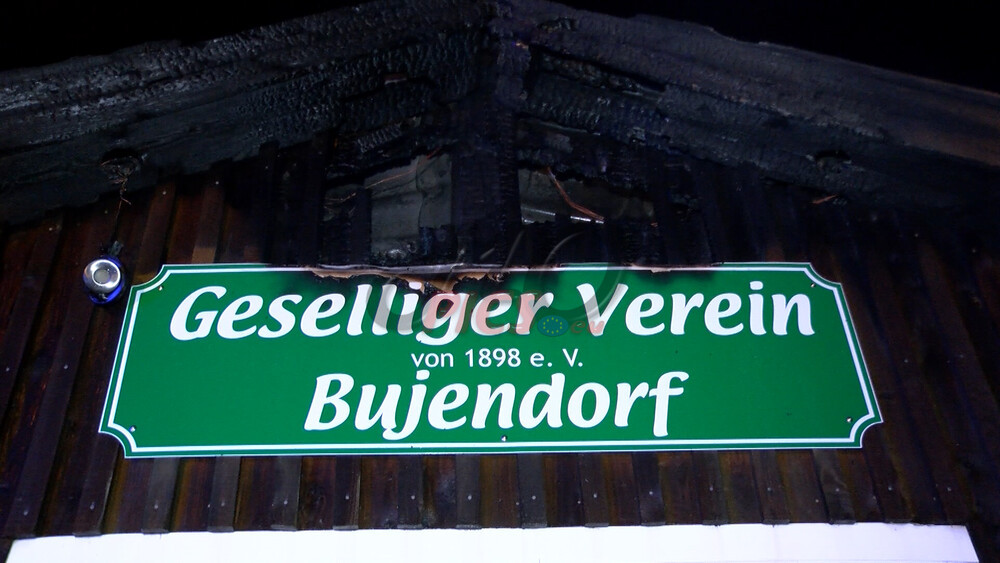 Geselliger Verein
von 1898 e. V.
Bujendorf